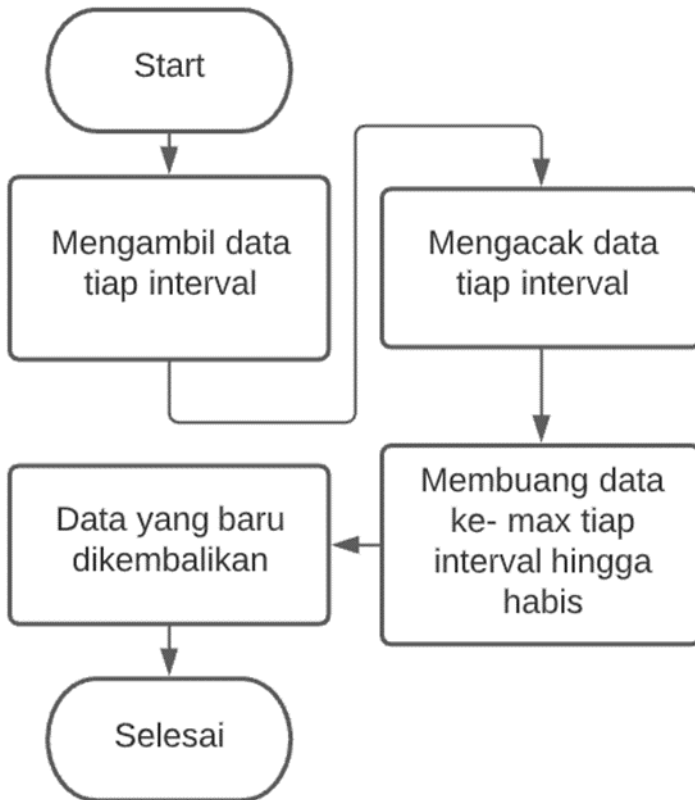 Start
Mengambil data
tiap interval
Mengacak data
tiap interval
Membuang data
ke- max tiap
interval hingga
habis
Data yang baru
dikembalikan
Selesai